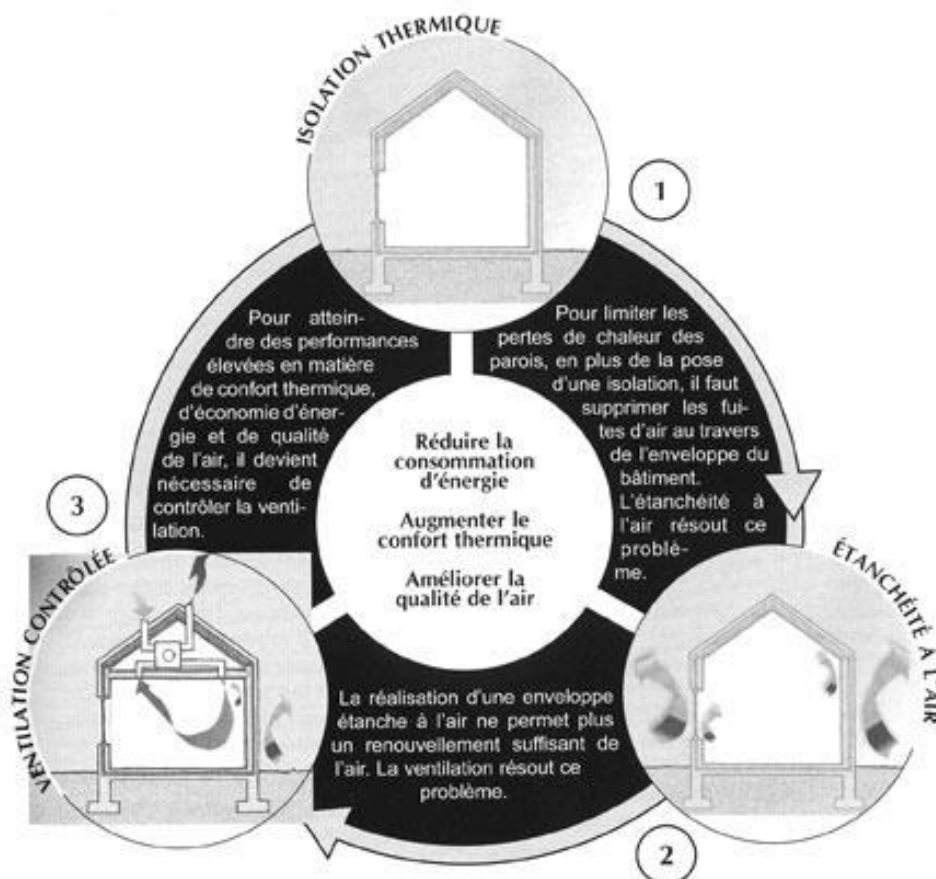 ISOLATION THERMIQUE
1
Pour limiter les
pertes de chaleur des
parois, en plus de la pose
d'une isolation, il faut
supprimer les fui-
tes d'air au travers
de l'enveloppe du
bâtiment.
L'étanchéité à
l'air résout ce
problè-
me.
ÉTANCHÉITÉ À L'AIR
2
La réalisation d'une enveloppe
étanche à l'air ne permet plus
un renouvellement suffisant de
l'air. La ventilation résout ce
problème.
VENTILATION CONTRÔLÉE
3
Pour attein-
dre des performances
élevées en matière
de confort thermique,
d'économie d'éner-
gie et de qualité
de l'air, il devient
nécessaire de
contrôler la venti-
lation.
Réduire la
consommation
d'énergie
Augmenter le
confort thermique
Améliorer la
qualité de l'air